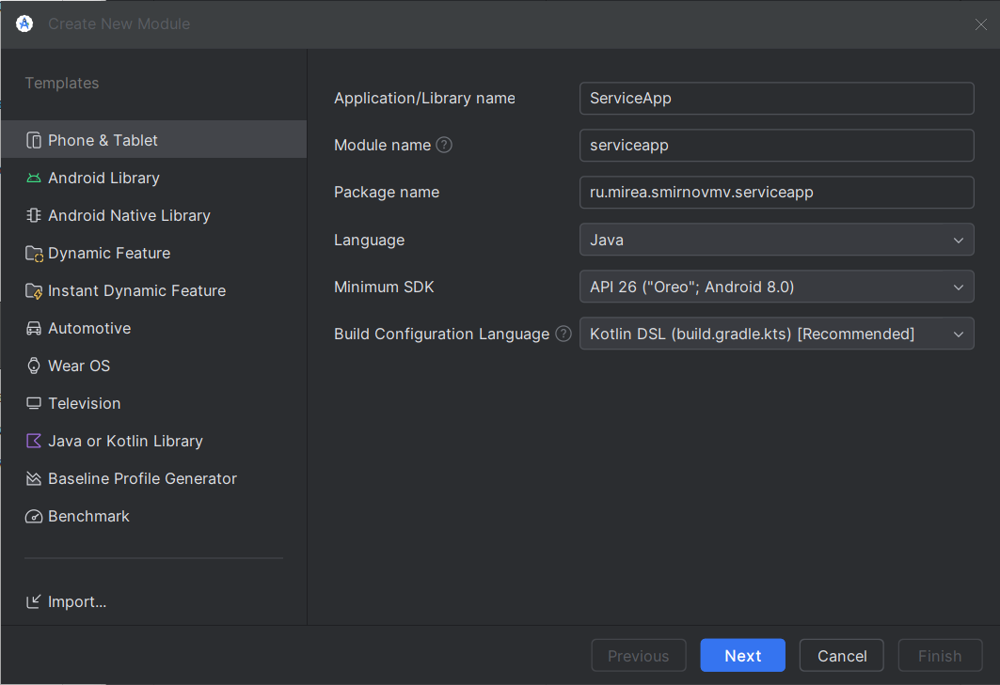 Create New Module
Templates
Phone & Tablet
Android Library
Android Native Library
Dynamic Feature
Instant Dynamic Feature
Automotive
Wear OS
Television
Java or Kotlin Library
Baseline Profile Generator
Benchmark
Import...
Application/Library name
ServiceApp
Module name ?
serviceapp
Package name
ru.mirea.smirnovmv.serviceapp
Language
Java
Minimum SDK
API 26 ("Oreo"; Android 8.0)
Build Configuration Language ?
Kotlin DSL (build.gradle.kts) [Recommended]
Previous
Next
Cancel
Finish